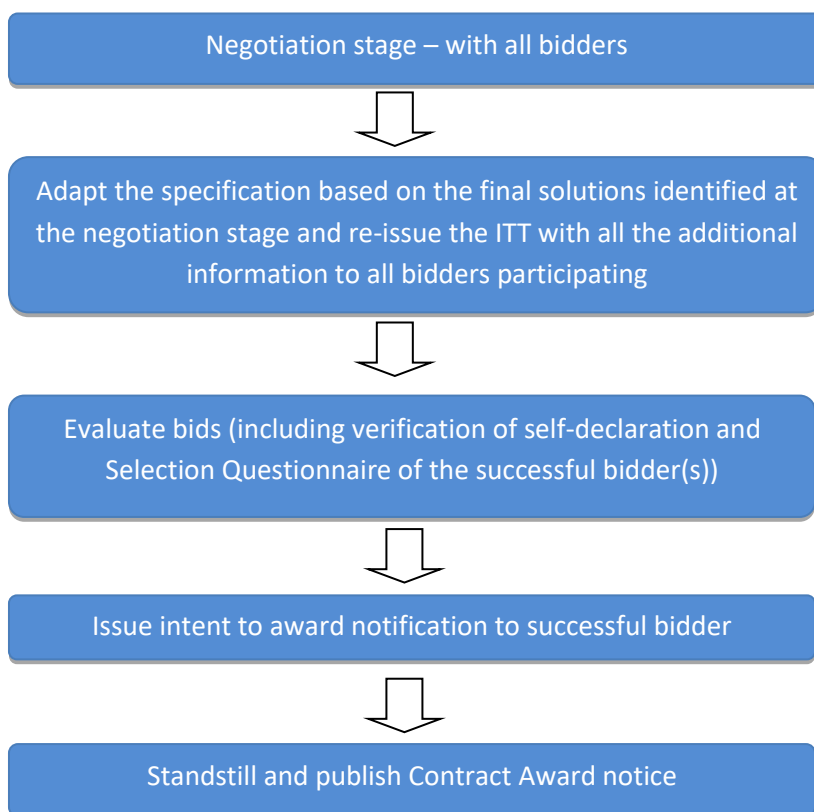 Negotiation stage – with all bidders
Adapt the specification based on the final solutions identified at
the negotiation stage and re-issue the ITT with all the additional
information to all bidders participating
Evaluate bids (including verification of self-declaration and
Selection Questionnaire of the successful bidder(s))
Issue intent to award notification to successful bidder
Standstill and publish Contract Award notice